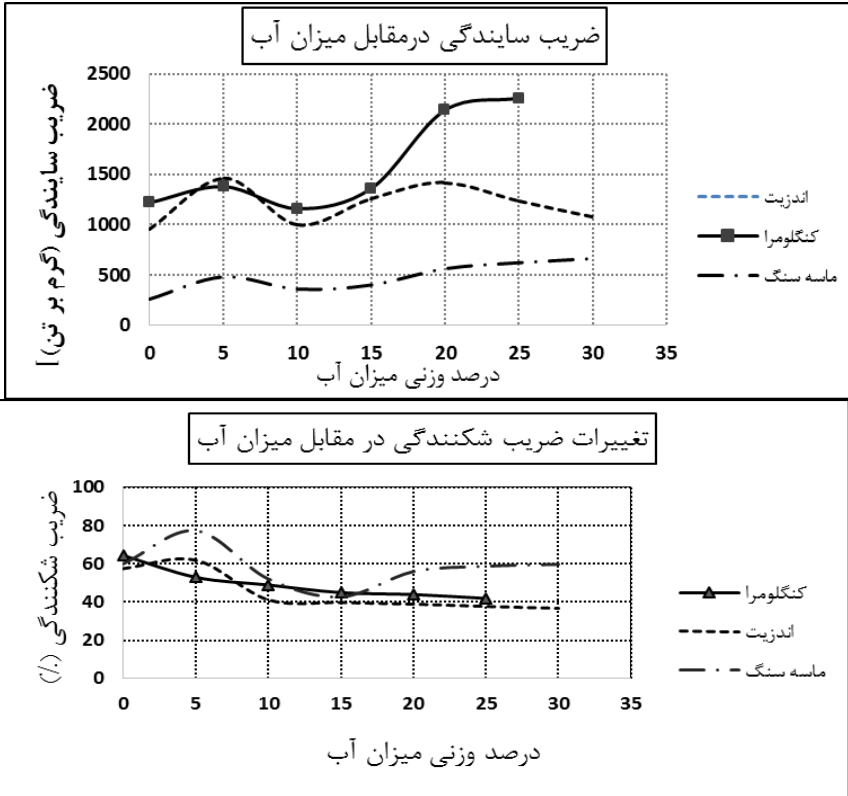 ضریب سایندگی درمقابل میزان آب
ضریب سایندگی (گرم بر تن)]
2500
2000
1500
1000
500
0
0 5 10 15 20 25 30 35
درصد وزنی میزان آب
اندزیت
کنگلومرا
ماسه سنگ
تغییرات ضریب شکنندگی در مقابل میزان آب
ضریب شکنندگی (%)
100
80
60
40
20
0
0 5 10 15 20 25 30 35
درصد وزنی میزان آب
کنگلومرا
اندزیت
ماسه سنگ